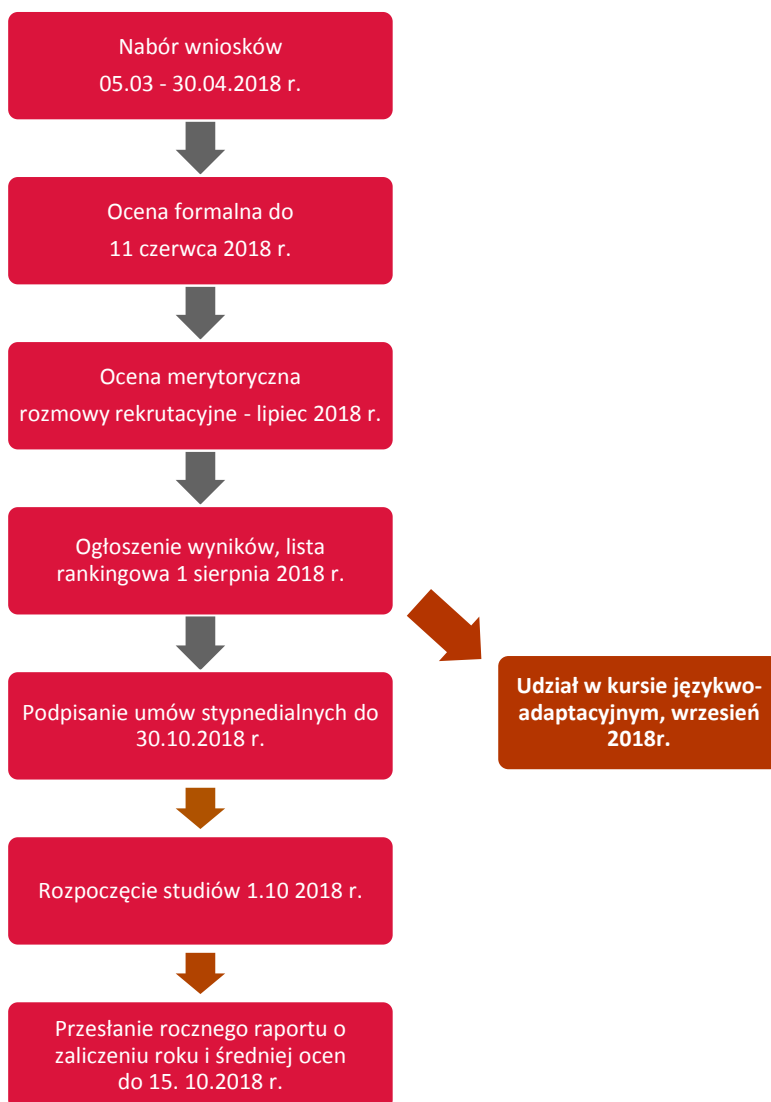 Nabór wniosków
05.03 - 30.04.2018 r.
Ocena formalna do
11 czerwca 2018 r.
Ocena merytoryczna
rozmowy rekrutacyjne - lipiec 2018 r.
Ogłoszenie wyników, lista
rankingowa 1 sierpnia 2018 r.
Udział w kursie językwo-
adaptacyjnym, wrzesień
2018r.
Podpisanie umów stypnedialnych do
30.10.2018 r.
Rozpoczęcie studiów 1.10 2018 r.
Przesłanie rocznego raportu o
zaliczeniu roku i średniej ocen
do 15. 10.2018 r.